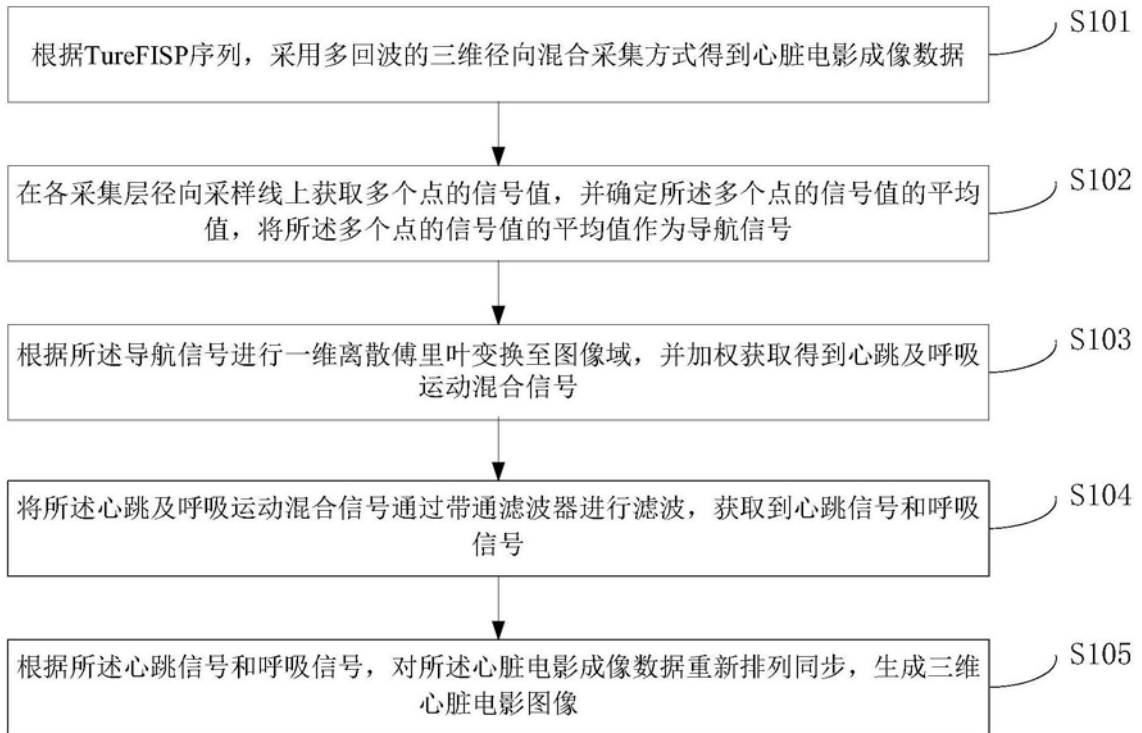 S101
根据TureFISP序列，采用多回波的三维径向混合采集方式得到心脏电影成像数据
S102
在各采集层径向采样线上获取多个点的信号值，并确定所述多个点的信号值的平均
值，将所述多个点的信号值的平均值作为导航信号
S103
根据所述导航信号进行一维离散傅里叶变换至图像域，并加权获取得到心跳及呼吸
运动混合信号
S104
将所述心跳及呼吸运动混合信号通过带通滤波器进行滤波，获取到心跳信号和呼吸
信号
S105
根据所述心跳信号和呼吸信号，对所述心脏电影成像数据重新排列同步，生成三维
心脏电影图像